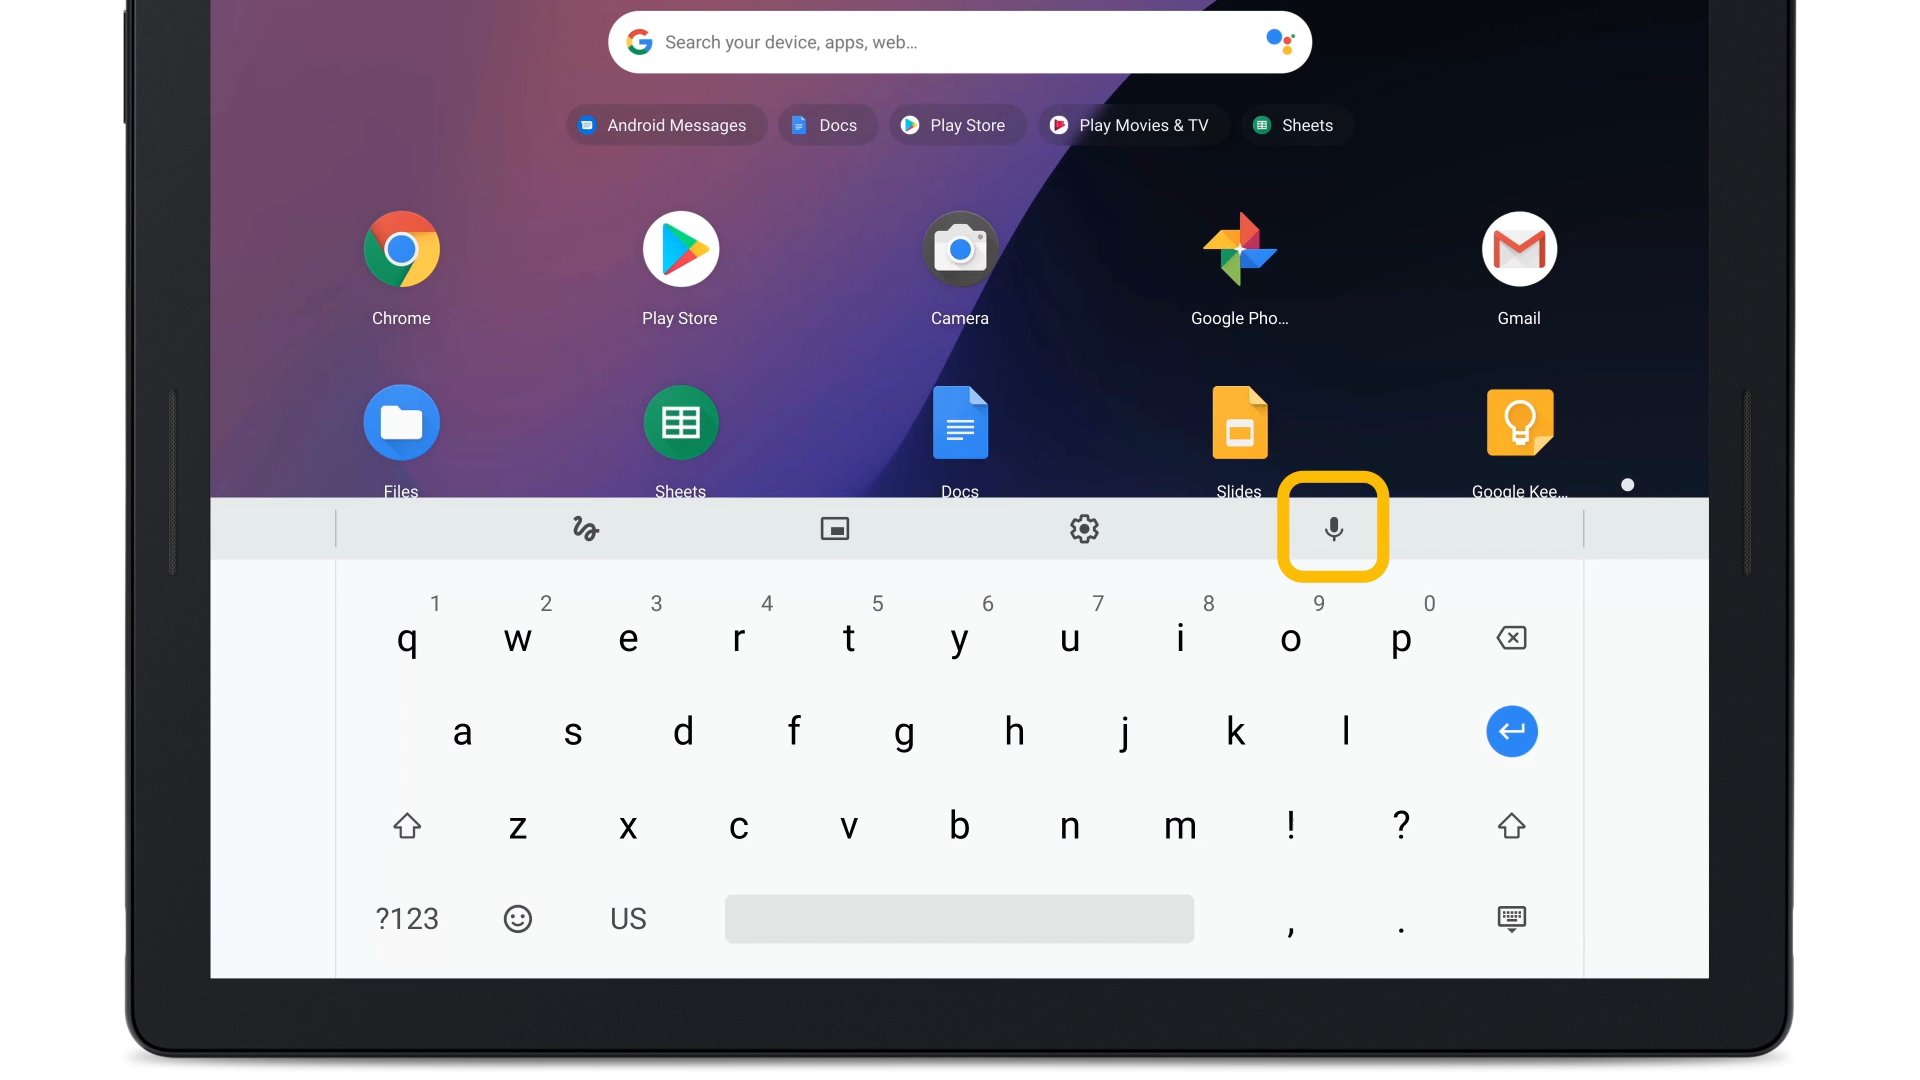 Search your device, apps, web...
Android Messages Docs Play Store Play Movies & TV Sheets
Chrome Play Store Camera Google Pho... Gmail
Files Sheets Docs Slides Google Kee...
1 2 3 4 5 6 7 8 9 0
q w e r t y u i o p
a s d f g h j k l
z x c v b n m ! ?
?123 US , .